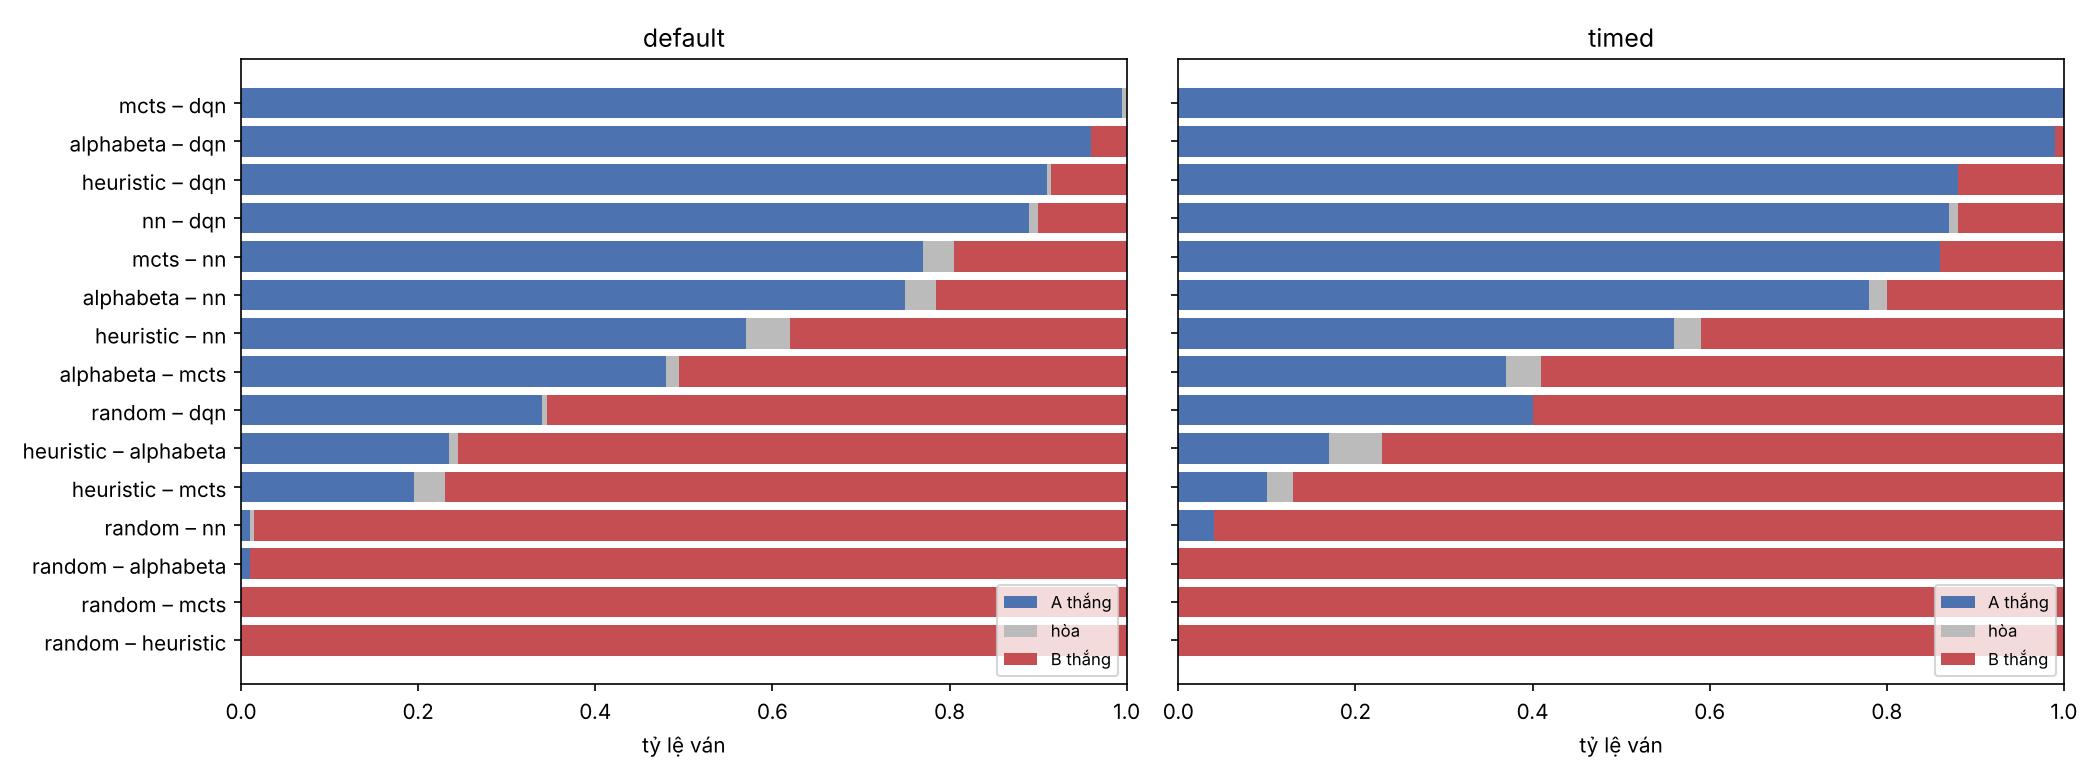 default
mcts – dqn
alphabeta – dqn
heuristic – dqn
nn – dqn
mcts – nn
alphabeta – nn
heuristic – nn
alphabeta – mcts
random – dqn
heuristic – alphabeta
heuristic – mcts
random – nn
random – alphabeta
random – mcts
random – heuristic
A thắng
hòa
B thắng
0.0 0.2 0.4 0.6 0.8 1.0
tỷ lệ ván
timed
A thắng
hòa
B thắng
0.0 0.2 0.4 0.6 0.8 1.0
tỷ lệ ván